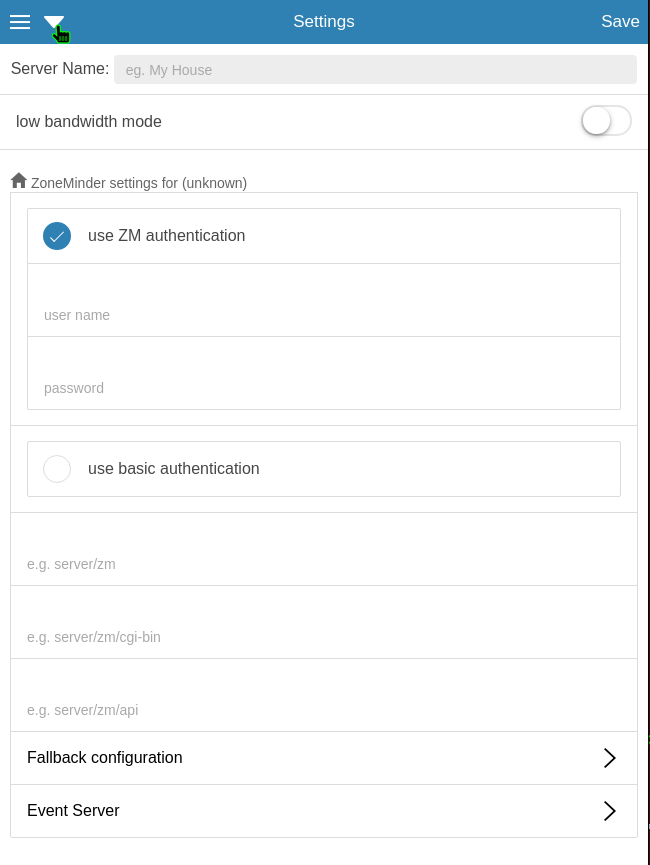 Settings
Save
Server Name: eg. My House
low bandwidth mode
ZoneMinder settings for (unknown)
use ZM authentication
user name
password
use basic authentication
e.g. server/zm
e.g. server/zm/cgi-bin
e.g. server/zm/api
Fallback configuration
Event Server